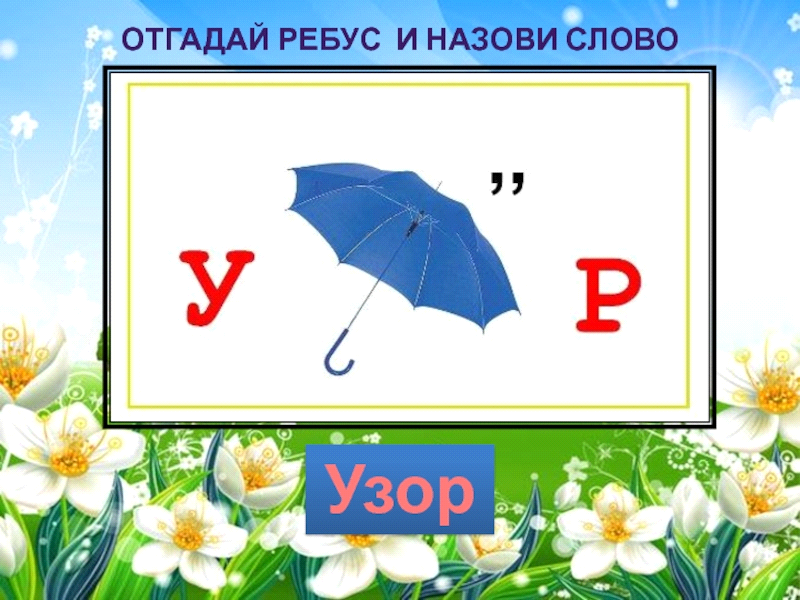 ОТГАДАЙ РЕБУС И НАЗОВИ СЛОВО
,,
У Р
Узор